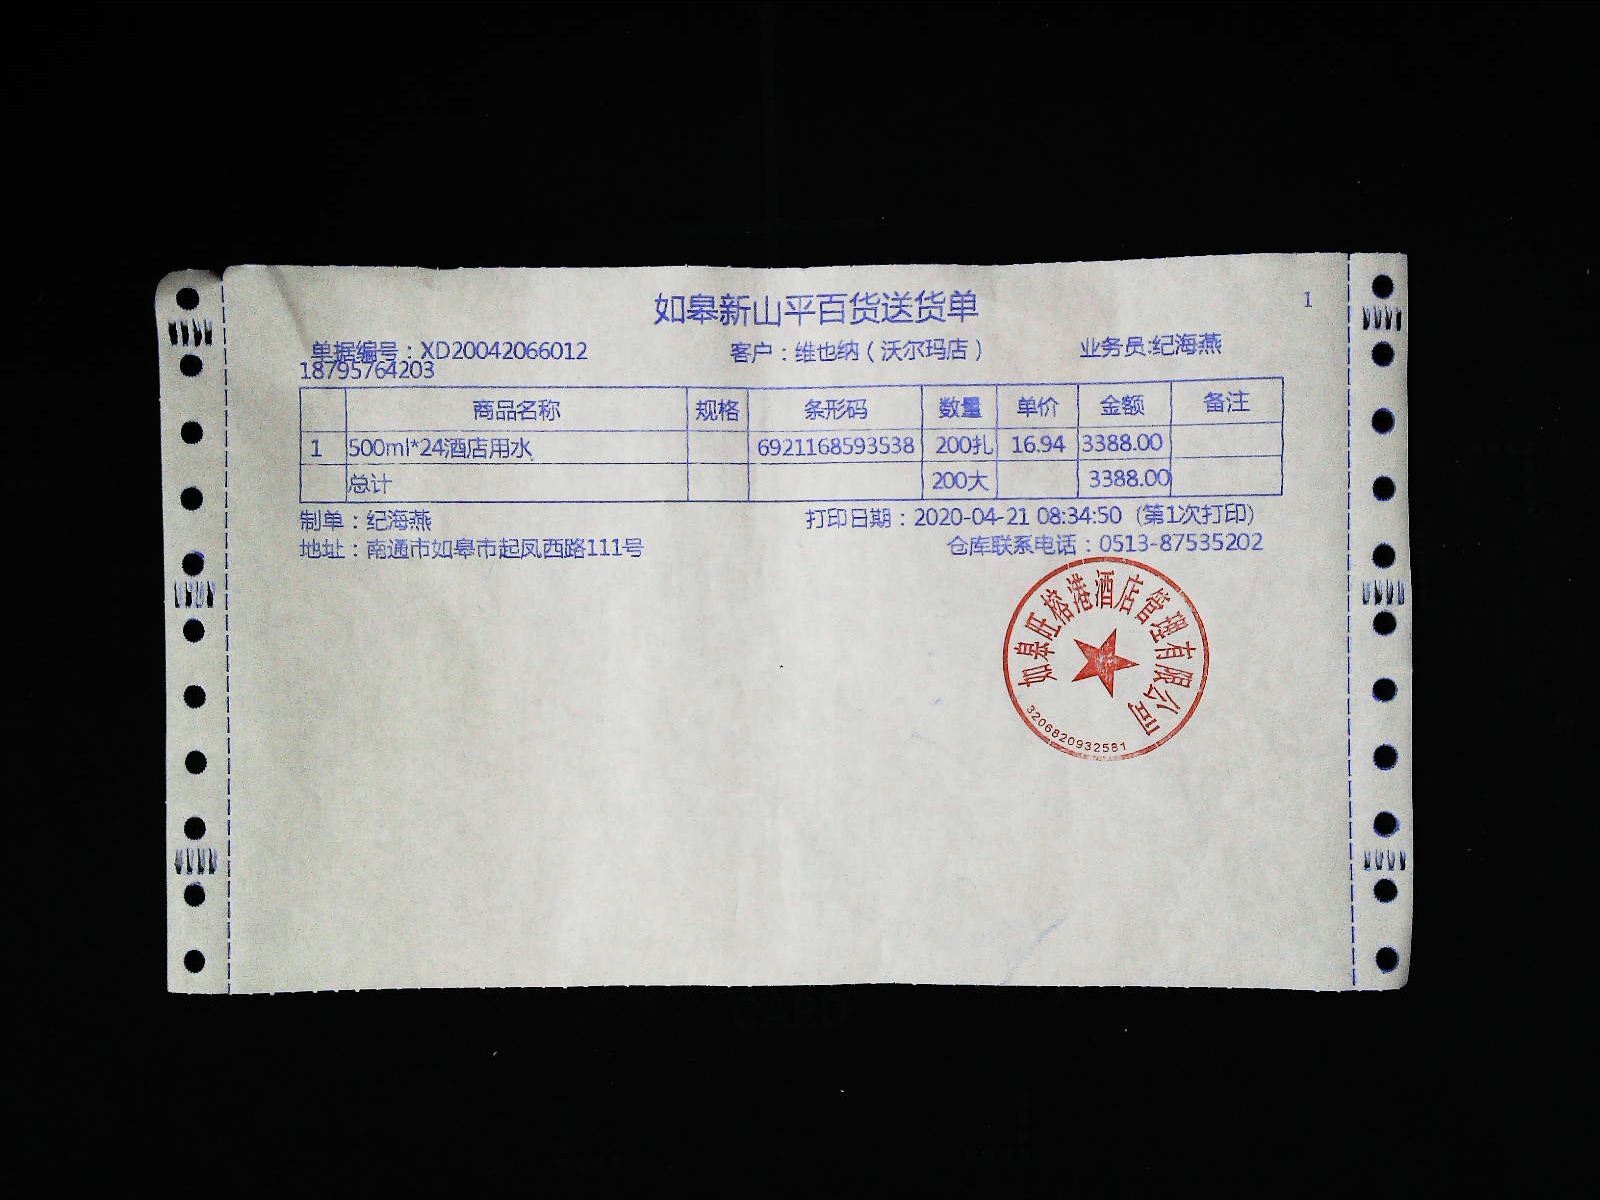 如皋新山平百货送货单
1
单据编号：XD20042066012 客户：维也纳（沃尔玛店） 业务员:纪海燕
18795764203
商品名称 规格 条形码 数量 单价 金额 备注
1 500ml*24酒店用水 6921168593538 200扎 16.94 3388.00
总计 200大 3388.00
制单：纪海燕 打印日期：2020-04-21 08:34:50 (第1次打印)
地址：南通市如皋市起凤西路111号 仓库联系电话：0513-87535202
如皋旺榕港酒店管理有限公司
3206820932581